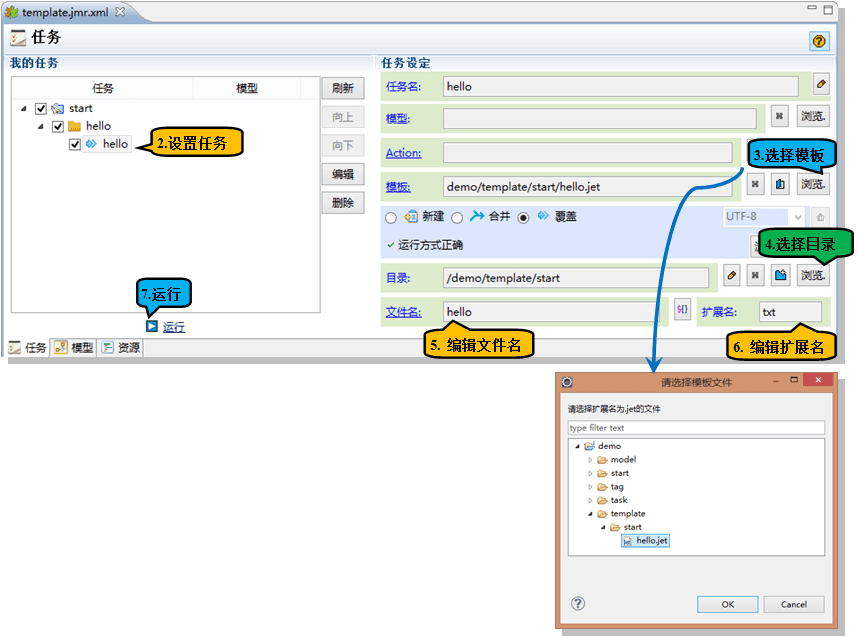 template.jmr.xml
任务
我的任务
任务设定
任务 模型
刷新
任务名: hello
start
向上
模型: 浏览.
hello
2.设置任务
hello
向下
Action:
3.选择模板
编辑
模板: demo/template/start/hello.jet 浏览.
删除
新建 合并 覆盖 UTF-8
运行方式正确
4.选择目录
目录: /demo/template/start 浏览.
7.运行
文件名: hello ${} 扩展名: txt
运行
5. 编辑文件名
6. 编辑扩展名
任务 模型 资源
请选择模板文件
请选择扩展名为.jet的文件
type filter text
demo
model
start
tag
task
template
start
hello.jet
OK Cancel